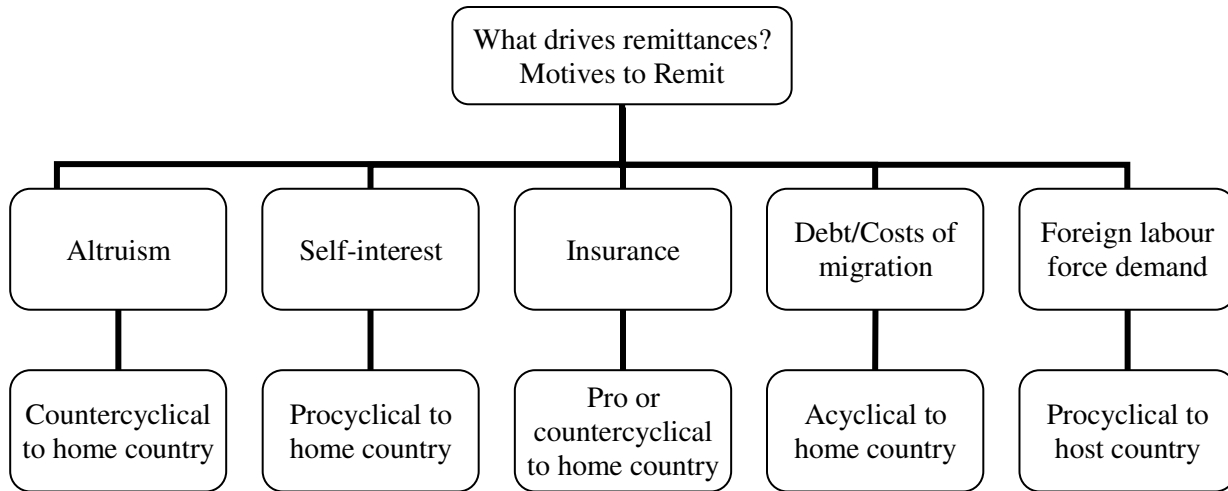 What drives remittances?
Motives to Remit
Altruism
Self-interest
Insurance
Debt/Costs of
migration
Foreign labour
force demand
Countercyclical
to home country
Procyclical to
home country
Pro or
countercyclical
to home country
Acyclical to
home country
Procyclical to
host country